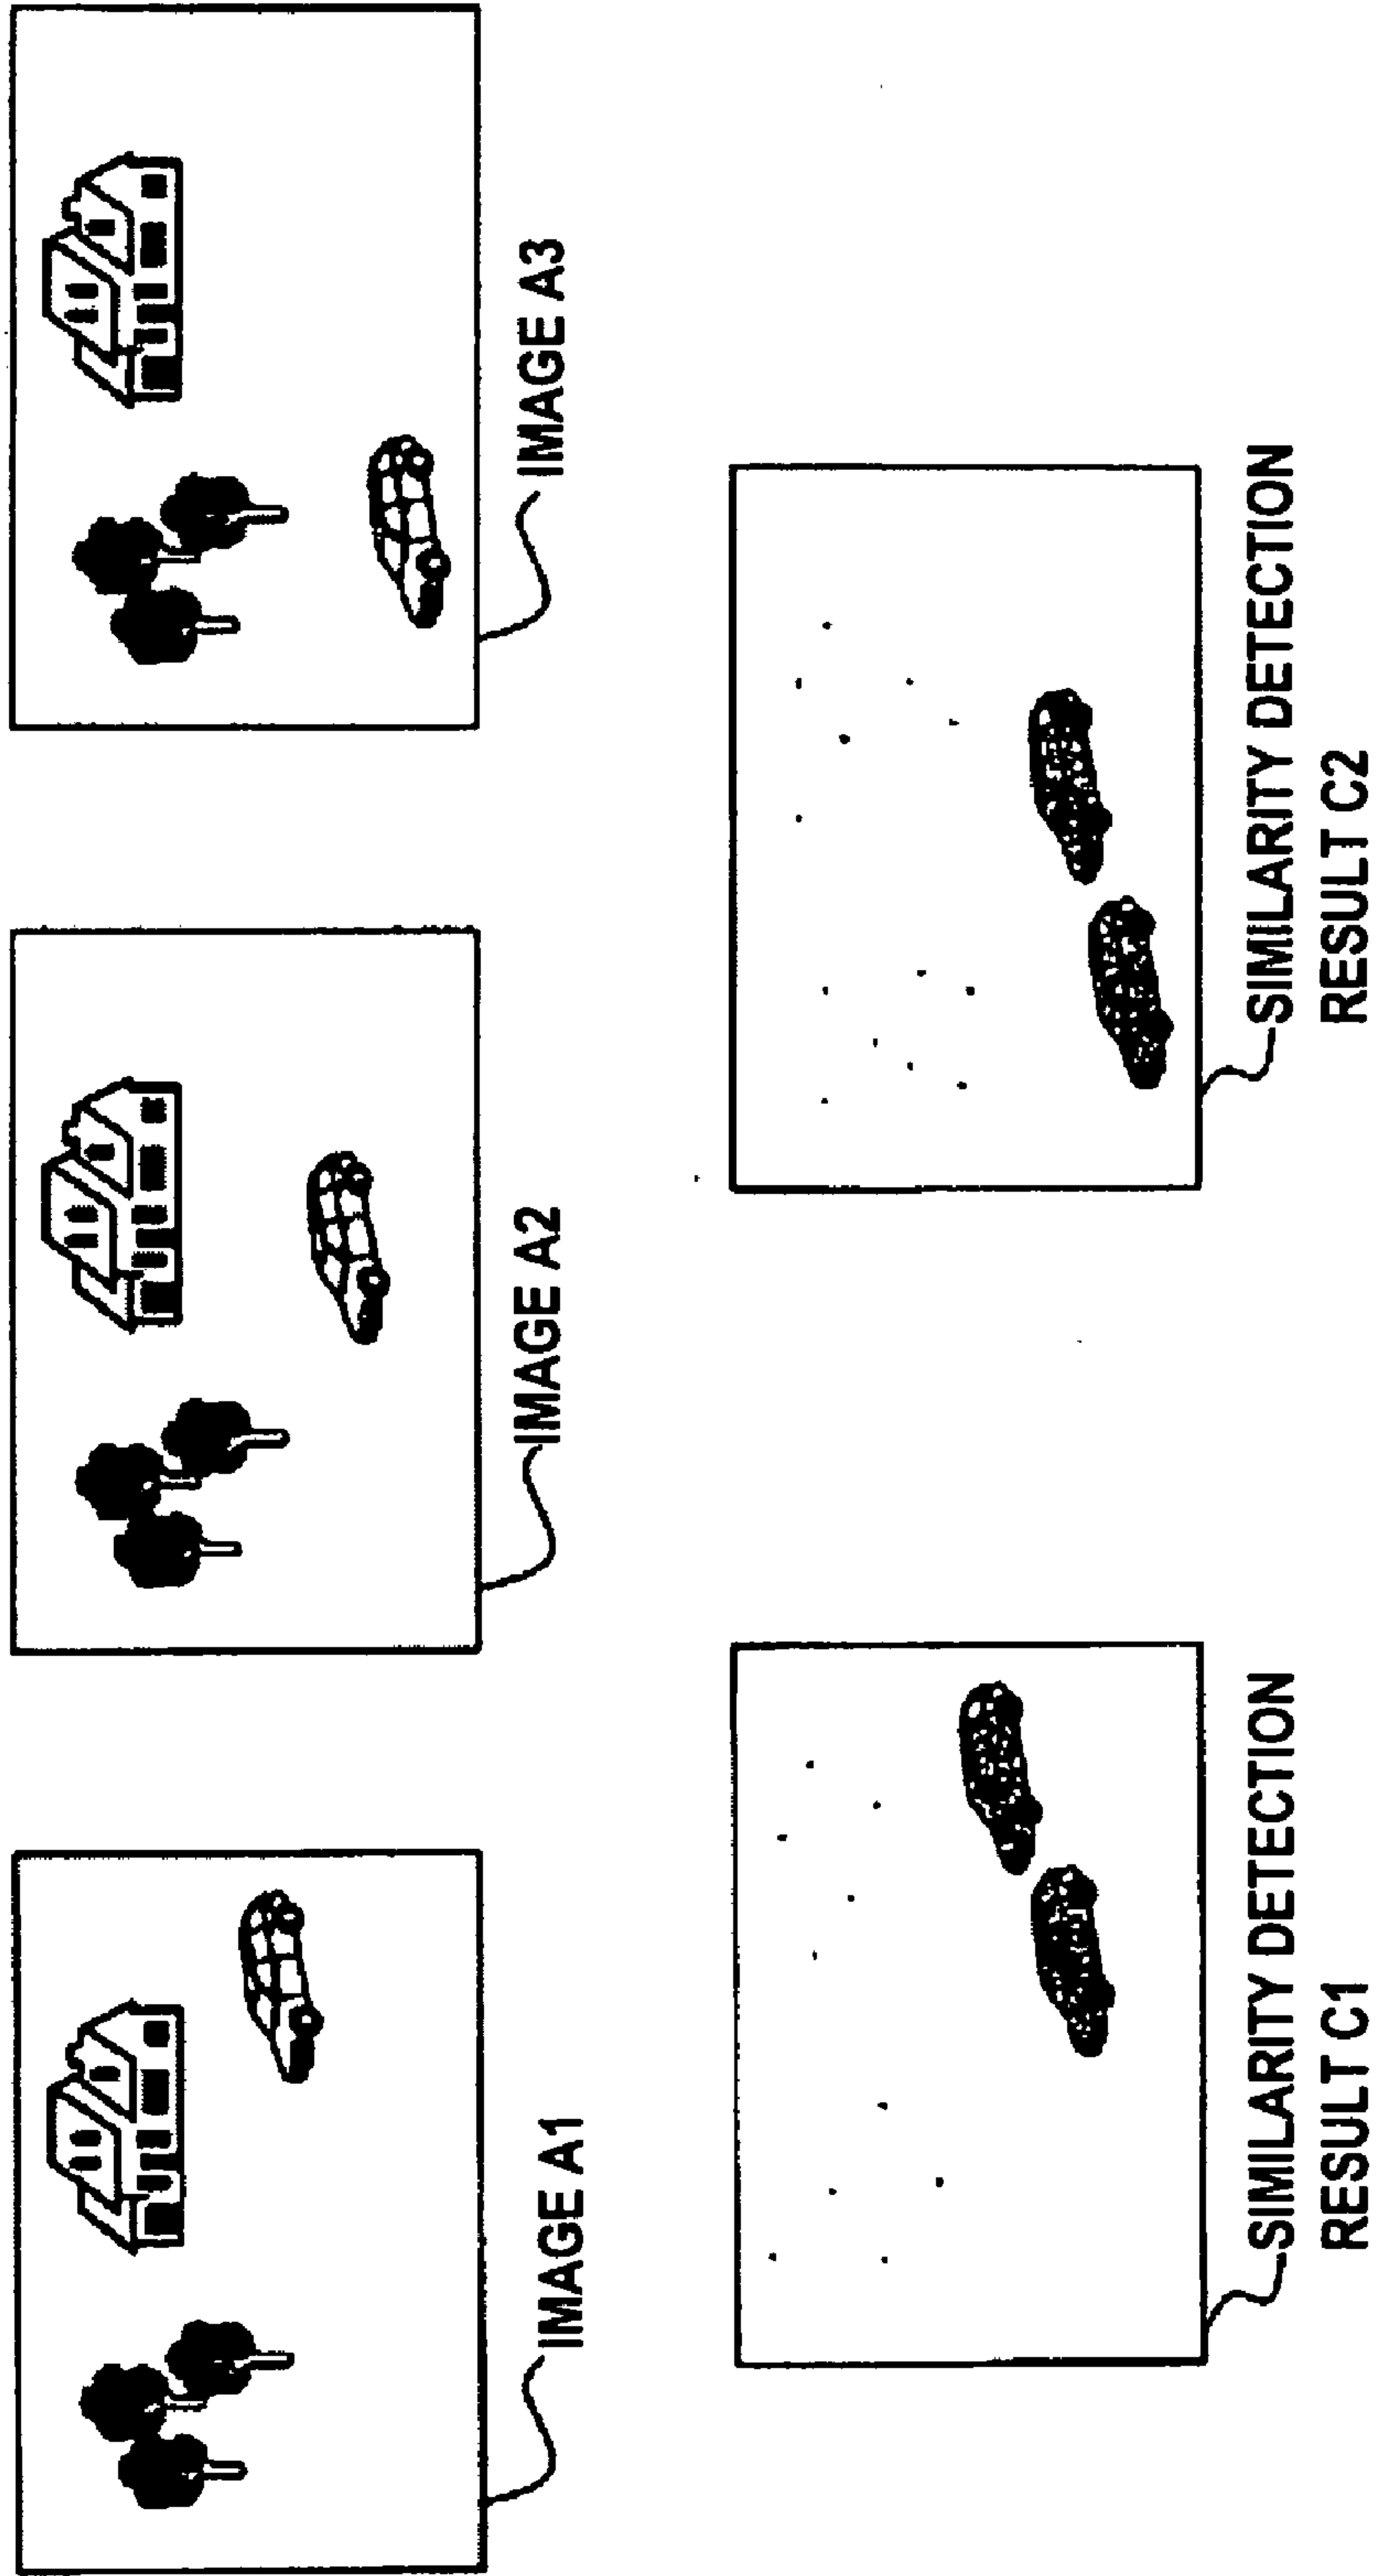 IMAGE A1
IMAGE A2
IMAGE A3
SIMILARITY DETECTION
RESULT C1
SIMILARITY DETECTION
RESULT C2